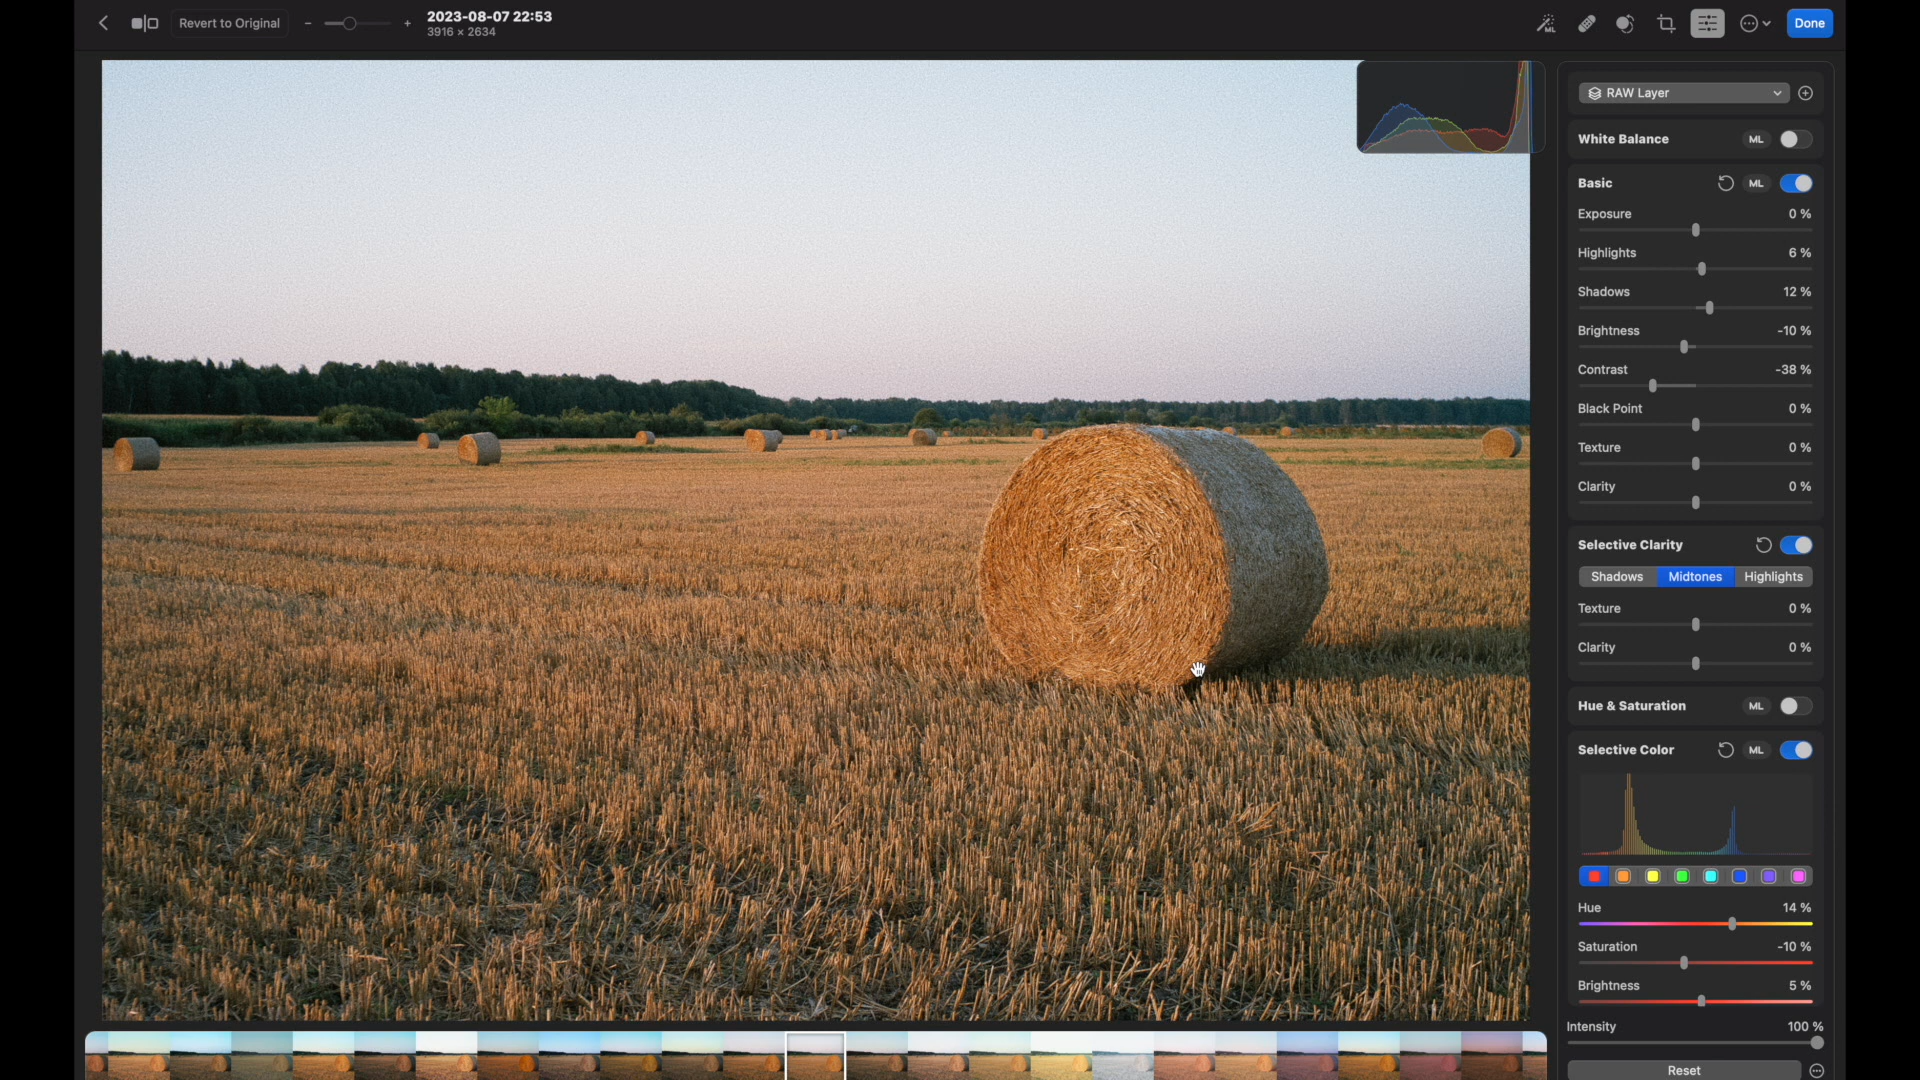 Revert to Original
2023-08-07 22:53
3916 × 2634
ML
Done
RAW Layer
White Balance ML
Basic ML
Exposure 0 %
Highlights 6 %
Shadows 12 %
Brightness -10 %
Contrast -38 %
Black Point 0 %
Texture 0 %
Clarity 0 %
Selective Clarity
Shadows Midtones Highlights
Texture 0 %
Clarity 0 %
Hue & Saturation ML
Selective Color ML
Hue 14 %
Saturation -10 %
Brightness 5 %
Intensity 100 %
Reset